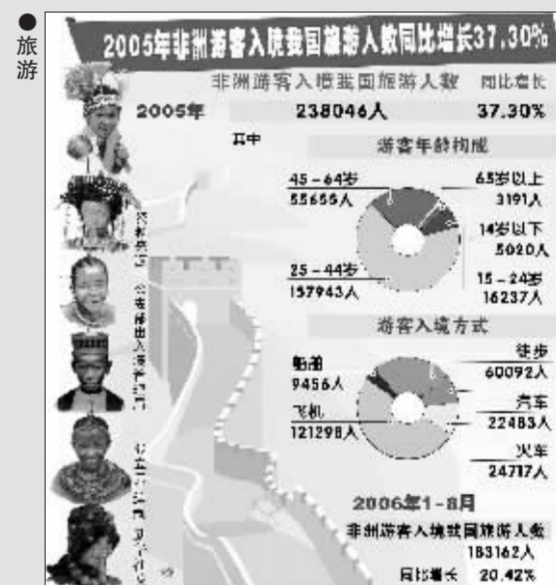 ●旅游
2005年非洲游客入境我国旅游人数同比增长37.30%
非洲游客入境我国旅游人数 同比增长
2005年 238046人 37.30%
其中
游客年龄构成
45-64岁
55655人
65岁以上
3191人
14岁以下
5020人
25-44岁
157943人
15-24岁
16237人
游客入境方式
船舶
9456人
徒步
60092人
汽车
22483人
飞机
121298人
火车
24717人
2006年1-8月
非洲游客入境我国旅游人数
183162人
同比增长 20.42%